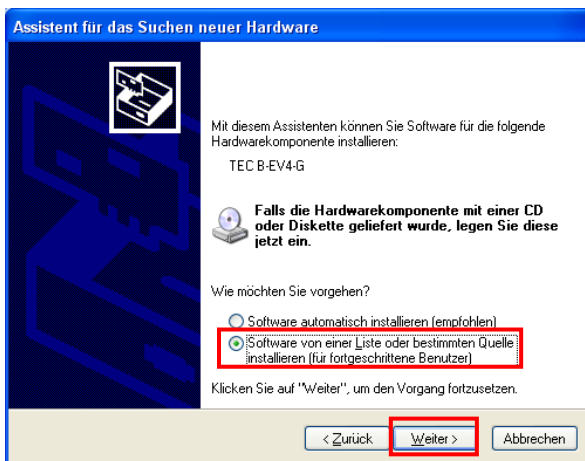 Assistent für das Suchen neuer Hardware
Mit diesem Assistenten können Sie Software für die folgende
Hardwarekomponente installieren:
TEC B-EV4-G
Falls die Hardwarekomponente mit einer CD
oder Diskette geliefert wurde, legen Sie diese
jetzt ein.
Wie möchten Sie vorgehen?
Software automatisch installieren (empfohlen)
Software von einer Liste oder bestimmten Quelle
installieren (für fortgeschrittene Benutzer)
Klicken Sie auf "Weiter", um den Vorgang fortzusetzen.
< Zurück Weiter > Abbrechen